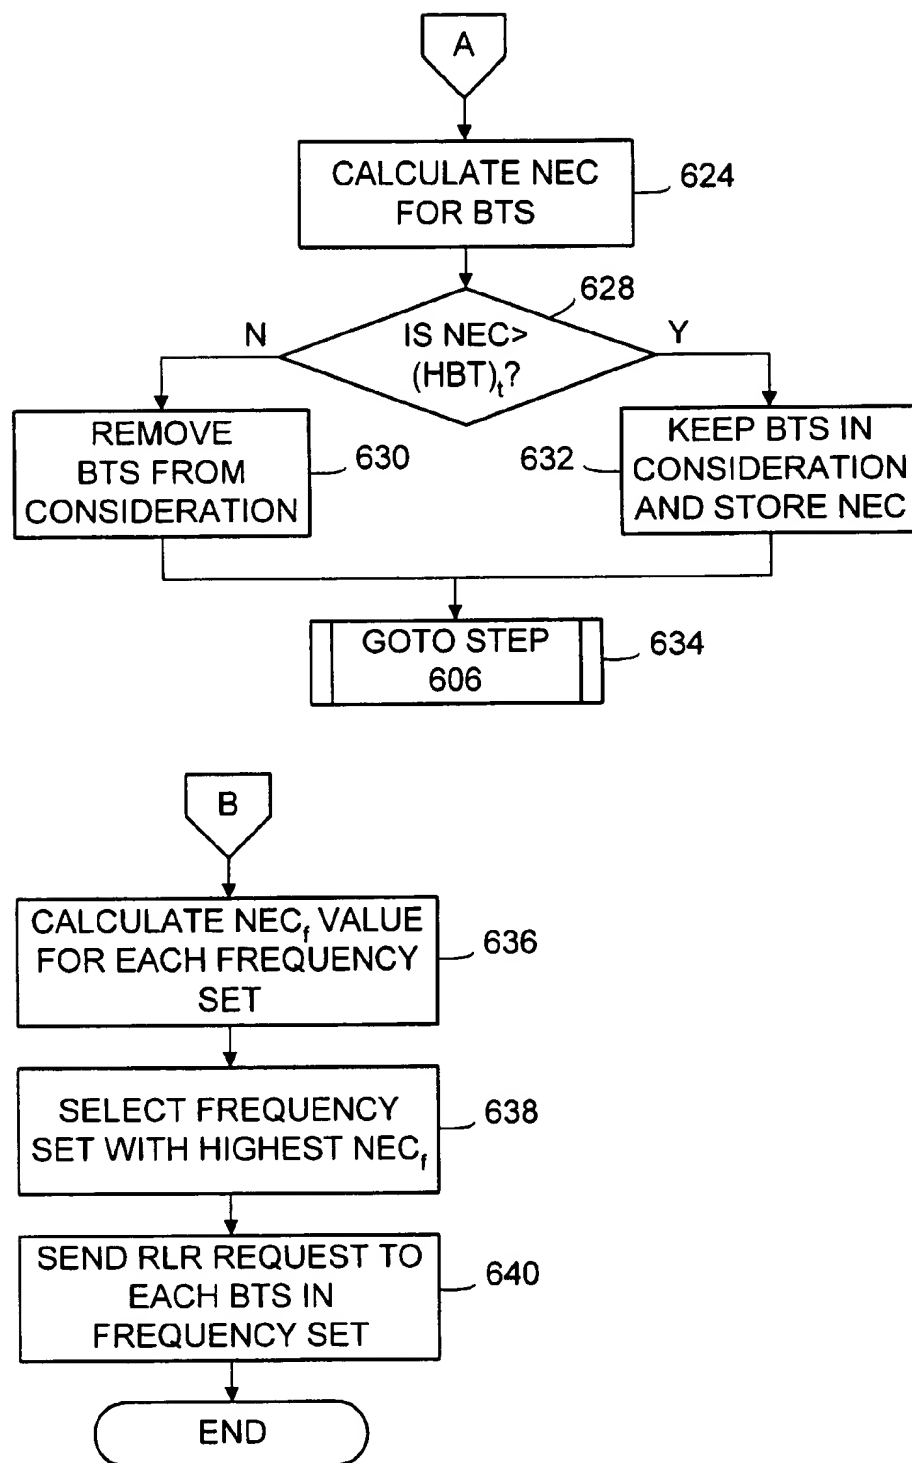 A
CALCULATE NEC
FOR BTS
624
628
N
IS NEC>
(HBT)t?
Y
REMOVE
BTS FROM
CONSIDERATION
630
632
KEEP BTS IN
CONSIDERATION
AND STORE NEC
GOTO STEP
606
634
B
CALCULATE NECf VALUE
FOR EACH FREQUENCY
SET
636
SELECT FREQUENCY
SET WITH HIGHEST NECf
638
SEND RLR REQUEST TO
EACH BTS IN
FREQUENCY SET
640
END